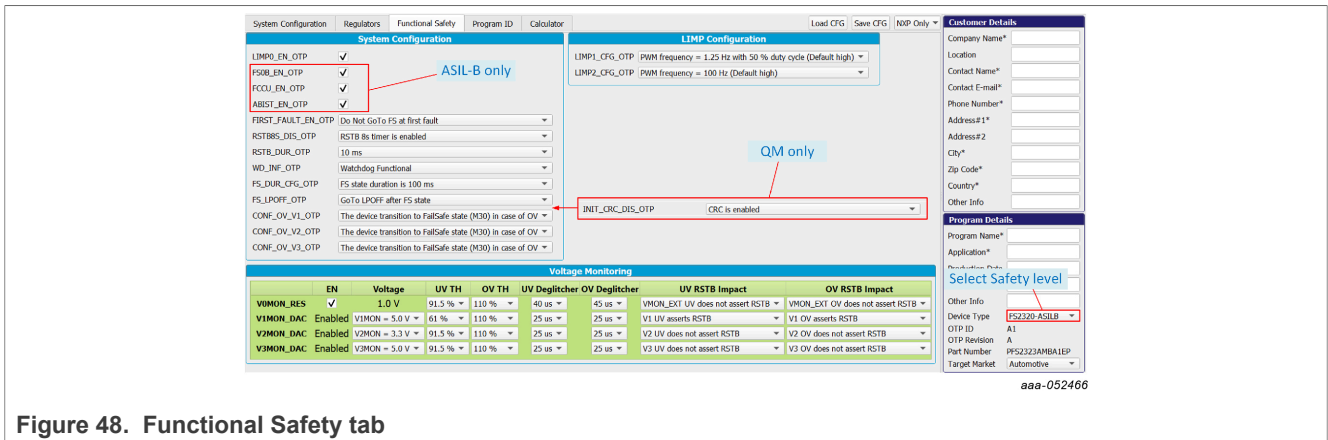 System Configuration Regulators Functional Safety Program ID Calculator Load CFG Save CFG NXP Only
System Configuration
LIMP0_EN_OTP
FS0B_EN_OTP
FCCU_EN_OTP
ABIST_EN_OTP
ASIL-B only
FIRST_FAULT_EN_OTP Do Not GoTo FS at first fault
RSTB8S_DIS_OTP RSTB 8s timer is enabled
RSTB_DUR_OTP 10 ms
WD_INF_OTP Watchdog Functional
FS_DUR_CFG_OTP FS state duration is 100 ms
FS_LPOFF_OTP GoTo LPOFF after FS state
CONF_OV_V1_OTP The device transition to FailSafe state (M30) in case of OV
CONF_OV_V2_OTP The device transition to FailSafe state (M30) in case of OV
CONF_OV_V3_OTP The device transition to FailSafe state (M30) in case of OV
LIMP Configuration
LIMP1_CFG_OTP PWM frequency = 1.25 Hz with 50 % duty cycle (Default high)
LIMP2_CFG_OTP PWM frequency = 100 Hz (Default high)
QM only
INIT_CRC_DIS_OTP CRC is enabled
Voltage Monitoring
EN Voltage UV TH OV TH UV Deglitcher OV Deglitcher UV RSTB Impact OV RSTB Impact
V0MON_RES 1.0 V 91.5 % 110 % 40 us 45 us VMON_EXT UV does not assert RSTB VMON_EXT OV does not assert RSTB
V1MON_DAC Enabled V1MON = 5.0 V 61 % 110 % 25 us 25 us V1 UV asserts RSTB V1 OV asserts RSTB
V2MON_DAC Enabled V2MON = 3.3 V 91.5 % 110 % 25 us 25 us V2 UV does not assert RSTB V2 OV does not assert RSTB
V3MON_DAC Enabled V3MON = 5.0 V 91.5 % 110 % 25 us 25 us V3 UV does not assert RSTB V3 OV does not assert RSTB
Customer Details
Company Name*
Location
Contact Name*
Contact E-mail*
Phone Number*
Address#1*
Address#2
City*
Zip Code*
Country*
Other Info
Program Details
Program Name*
Application*
Select Safety level
Other Info
Device Type FS2320-ASILB
OTP ID A1
OTP Revision A
Part Number PFS2323AMBA1EP
Target Market Automotive
aaa-052466
Figure 48. Functional Safety tab